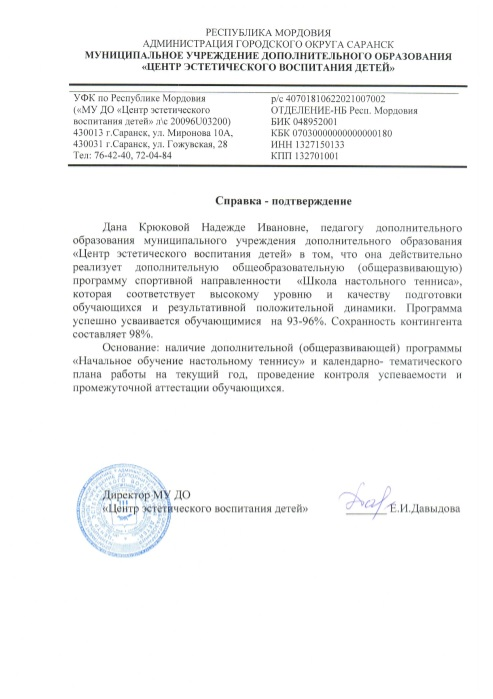 РЕСПУБЛИКА МОРДОВИЯ
АДМИНИСТРАЦИЯ ГОРОДСКОГО ОКРУГА САРАНСК
МУНИЦИПАЛЬНОЕ УЧРЕЖДЕНИЕ ДОПОЛНИТЕЛЬНОГО ОБРАЗОВАНИЯ
«ЦЕНТР ЭСТЕТИЧЕСКОГО ВОСПИТАНИЯ ДЕТЕЙ»
УФК по Республике Мордовия
(«МУ ДО «Центр эстетического
воспитания детей» л\с 20096U03200)
430013 г.Саранск, ул. Миронова 10А,
430031 г.Саранск, ул. Гожувская, 28
Тел: 76-42-40, 72-04-84
р/с 40701810622021007002
ОТДЕЛЕНИЕ-НБ Респ. Мордовия
БИК 048952001
КБК 07030000000000000180
ИНН 1327150133
КПП 132701001
Справка - подтверждение
Дана Крюковой Надежде Ивановне, педагогу дополнительного
образования муниципального учреждения дополнительного образования
«Центр эстетического воспитания детей» в том, что она действительно
реализует дополнительную общеобразовательную (общеразвивающую)
программу спортивной направленности «Школа настольного тенниса»,
которая соответствует высокому уровню и качеству подготовки
обучающихся и результативной положительной динамики. Программа
успешно усваивается обучающимися на 93-96%. Сохранность контингента
составляет 98%.
Основание: наличие дополнительной (общеразвивающей) программы
«Начальное обучение настольному теннису» и календарно- тематического
плана работы на текущий год, проведение контроля успеваемости и
промежуточной аттестации обучающихся.
Директор МУ ДО
«Центр эстетического воспитания детей» Е.И.Давыдова